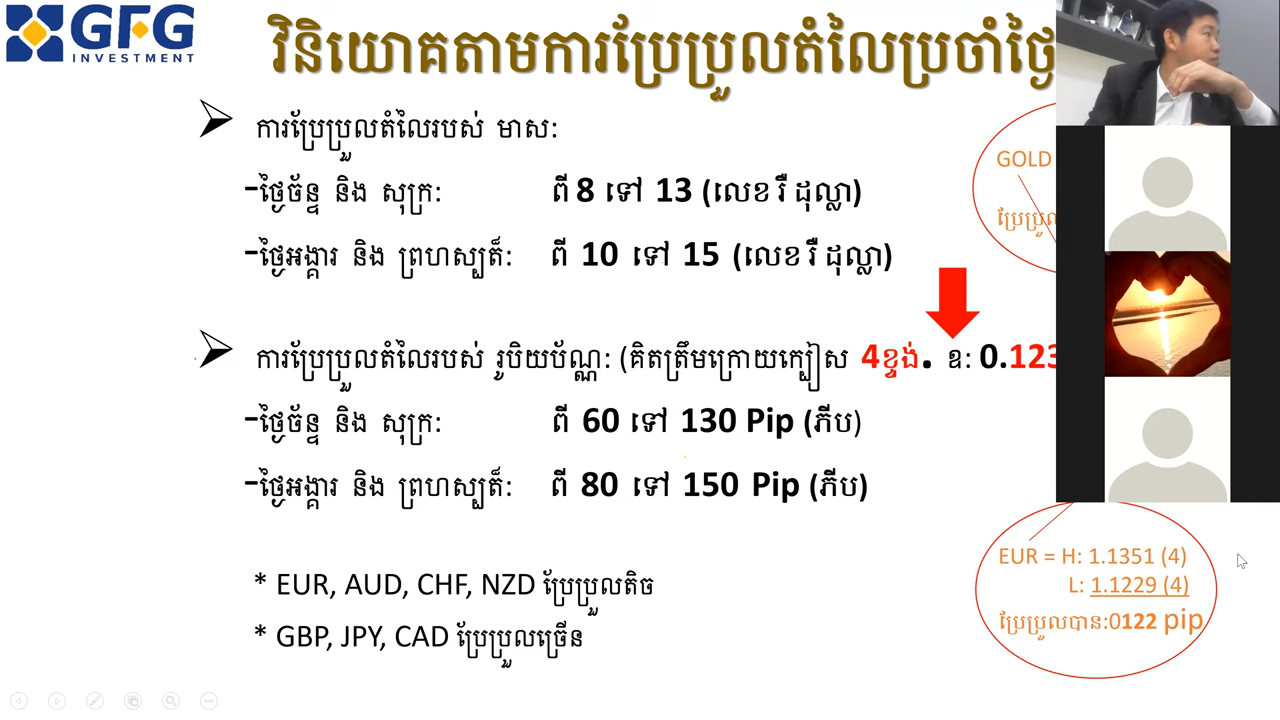 GFG
INVESTMENT
វិនិយោគតាមការប្រែប្រួលតំលៃប្រចាំថ្ងៃ
ការប្រែប្រួលតំលៃរបស់ មាស:
-ថ្ងៃច័ន្ទ និង សុក្រ: ពី 8 ទៅ 13 (លេខ រឺ ដុល្លា)
-ថ្ងៃអង្គារ និង ព្រហស្បត៏: ពី 10 ទៅ 15 (លេខ រឺ ដុល្លា)
GOLD
ប្រែប្រួល
ការប្រែប្រួលតំលៃរបស់ រូបិយប័ណ្ណ: (គិតត្រឹមក្រោយក្បៀស 4ខ្ទង់. ឧ: 0.123
-ថ្ងៃច័ន្ទ និង សុក្រ: ពី 60 ទៅ 130 Pip (ភីប)
-ថ្ងៃអង្គារ និង ព្រហស្បត៏: ពី 80 ទៅ 150 Pip (ភីប)
* EUR, AUD, CHF, NZD ប្រែប្រួលតិច
* GBP, JPY, CAD ប្រែប្រួលច្រើន
EUR = H: 1.1351 (4)
L: 1.1229 (4)
ប្រែប្រួលបាន:0122 pip